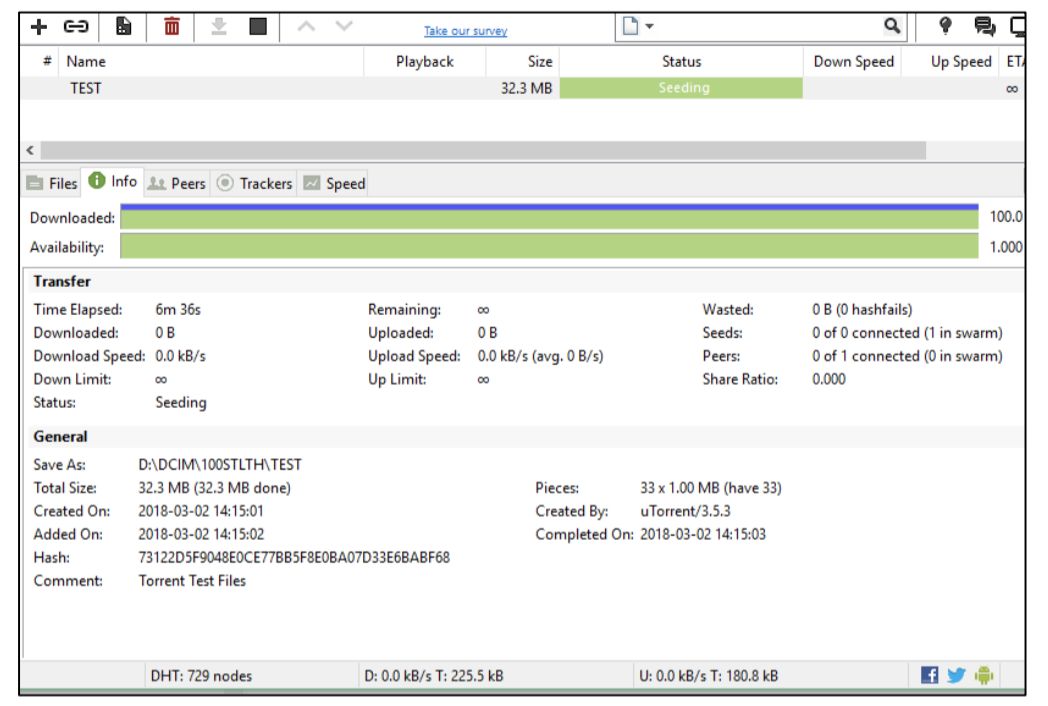 Take our survey
# Name Playback Size Status Down Speed Up Speed ETA
TEST 32.3 MB Seeding ∞
Files Info Peers Trackers Speed
Downloaded: 100.0
Availability: 1.000
Transfer
Time Elapsed: 6m 36s Remaining: ∞ Wasted: 0 B (0 hashfails)
Downloaded: 0 B Uploaded: 0 B Seeds: 0 of 0 connected (1 in swarm)
Download Speed: 0.0 kB/s Upload Speed: 0.0 kB/s (avg. 0 B/s) Peers: 0 of 1 connected (0 in swarm)
Down Limit: ∞ Up Limit: ∞ Share Ratio: 0.000
Status: Seeding
General
Save As: D:\DCIM\100STLTH\TEST
Total Size: 32.3 MB (32.3 MB done) Pieces: 33 x 1.00 MB (have 33)
Created On: 2018-03-02 14:15:01 Created By: uTorrent/3.5.3
Added On: 2018-03-02 14:15:02 Completed On: 2018-03-02 14:15:03
Hash: 73122D5F9048E0CE77BB5F8E0BA07D33E6BABF68
Comment: Torrent Test Files
DHT: 729 nodes D: 0.0 kB/s T: 225.5 kB U: 0.0 kB/s T: 180.8 kB